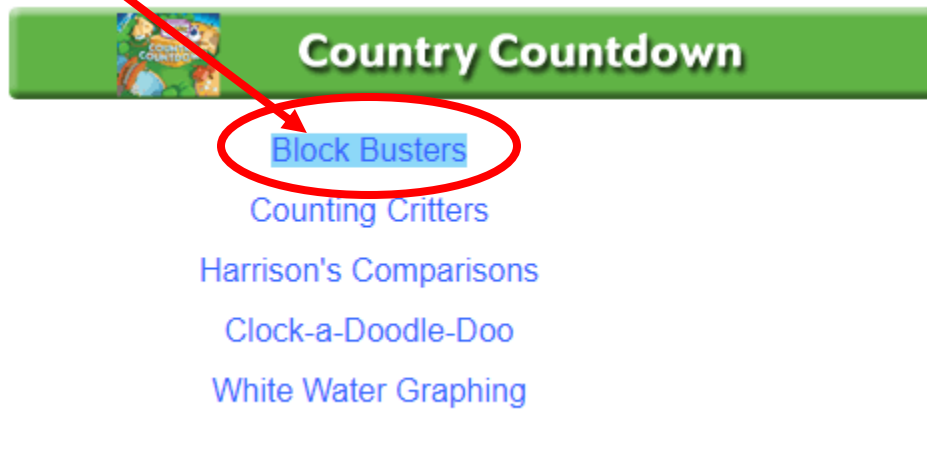 Country Countdown
Block Busters
Counting Critters
Harrison's Comparisons
Clock-a-Doodle-Doo
White Water Graphing